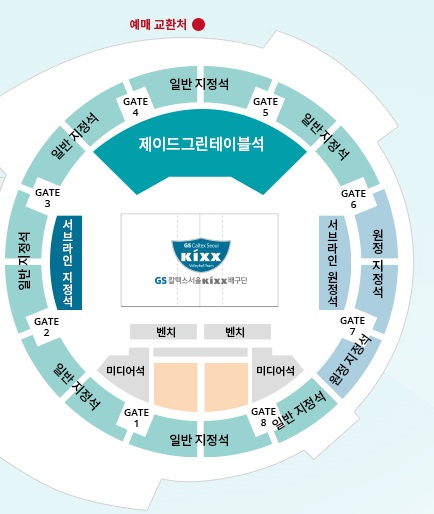 예매 교환처
일반 지정석
GATE
4
GATE
5
일반 지정석
일반 지정석
제이드그린테이블석
GATE
3
GATE
6
서브라인 지정석
서브라인 원정석
원정 지정석
일반 지정석
GS Caltex Seoul
KIXX
Volleyball Team
GS칼텍스서울KIXX배구단
GATE
2
GATE
7
벤치
벤치
원정 지정석
미디어석
미디어석
일반 지정석
GATE
1
GATE
8
일반 지정석
일반 지정석